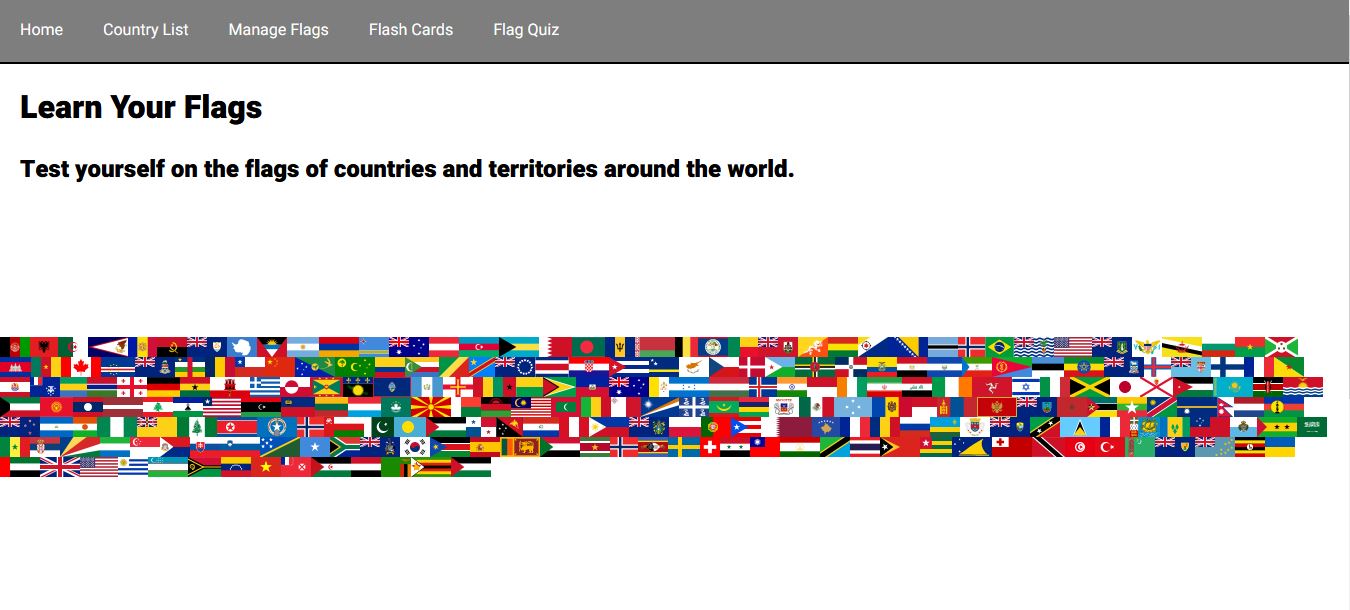 Home Country List Manage Flags Flash Cards Flag Quiz
Learn Your Flags
Test yourself on the flags of countries and territories around the world.